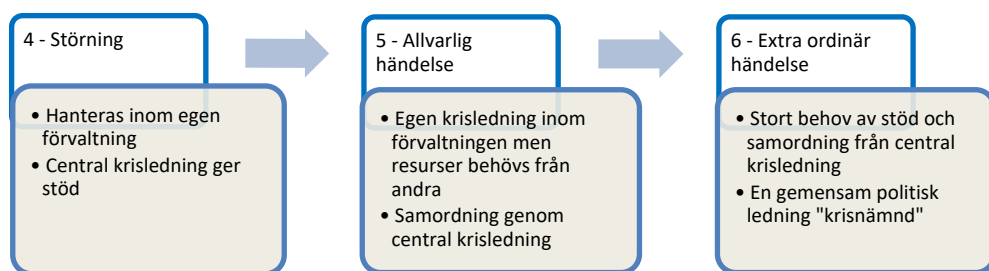 4 - Störning
• Hanteras inom egen
förvaltning
• Central krisledning ger
stöd
5 - Allvarlig
händelse
• Egen krisledning inom
förvaltningen men
resurser behövs från
andra
• Samordning genom
central krisledning
6 - Extra ordinär
händelse
• Stort behov av stöd och
samordning från central
krisledning
• En gemensam politisk
ledning "krisnämnd"